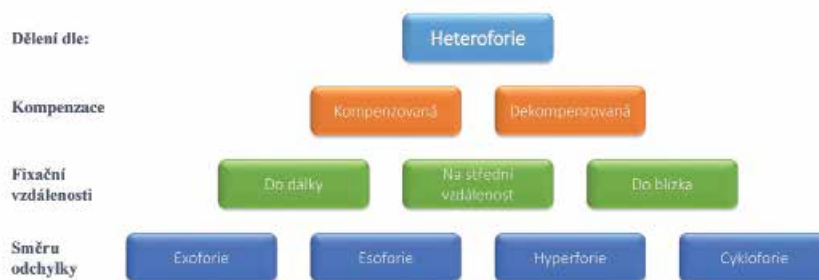 Dělení dle:
Heteroforie
Kompenzace
Kompenzovaná
Dekompenzovaná
Fixační
vzdálenosti
Do dálky
Na střední
vzdálenost
Do blízka
Směru
odchylky
Exoforie
Esoforie
Hyperforie
Cykloforie